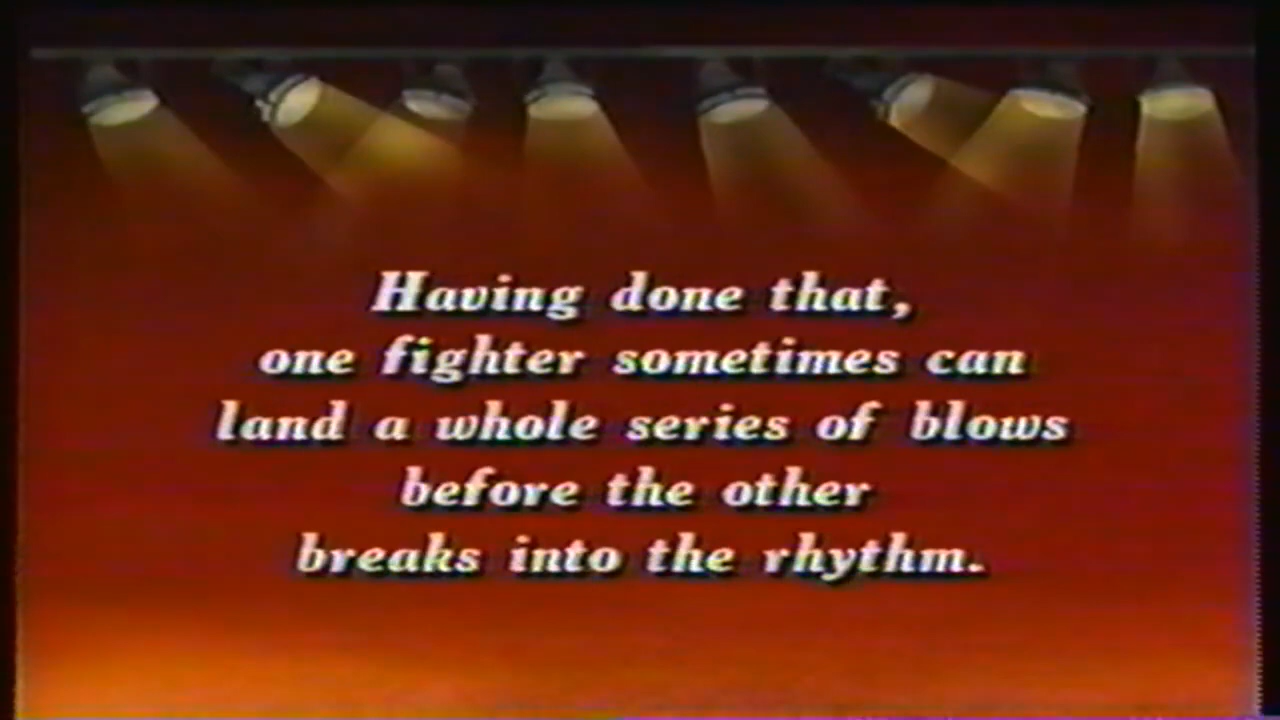 Having done that,
one fighter sometimes can
land a whole series of blows
before the other
breaks into the rhythm.